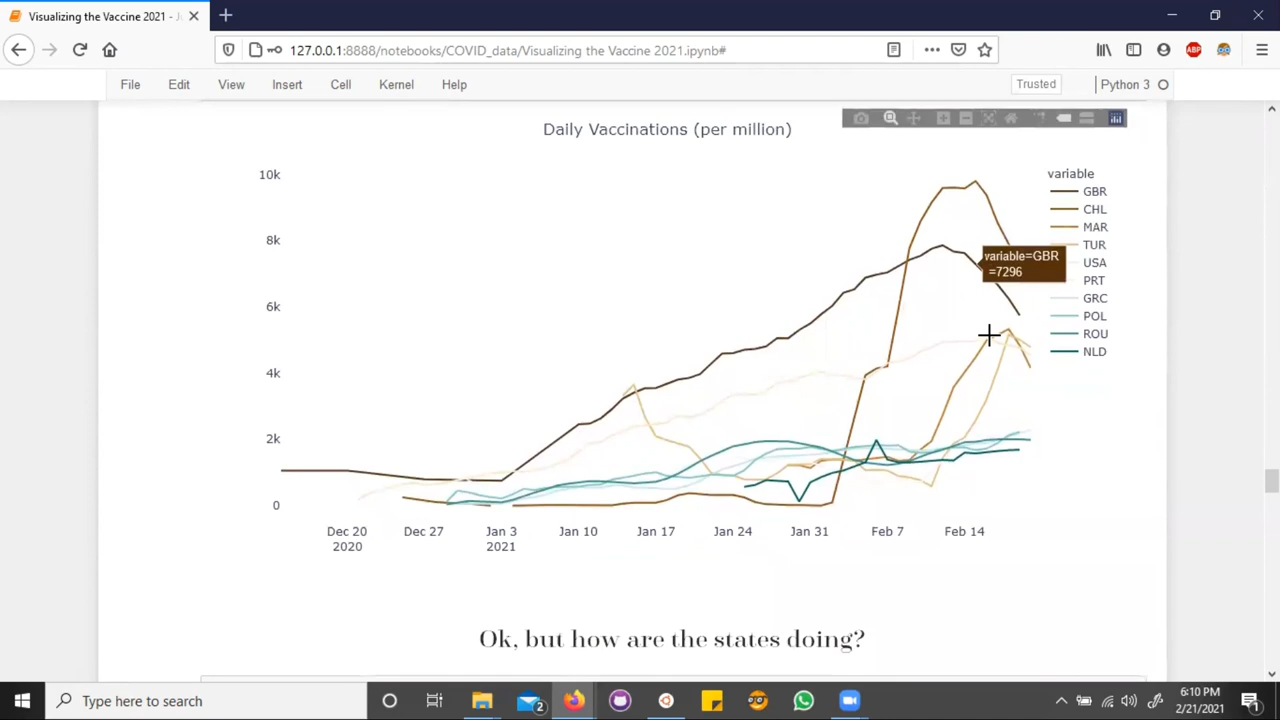 Visualizing the Vaccine 2021 - Ju
127.0.0.1:8888/notebooks/COVID_data/Visualizing the Vaccine 2021.ipynb#
ABP
File Edit View Insert Cell Kernel Help
Trusted
Python 3
Daily Vaccinations (per million)
10k
8k
6k
4k
2k
0
Dec 20
2020
Dec 27
Jan 3
2021
Jan 10
Jan 17
Jan 24
Jan 31
Feb 7
Feb 14
variable=GBR
=7296
variable
GBR
CHL
MAR
TUR
USA
PRT
GRC
POL
ROU
NLD
Ok, but how are the states doing?
Type here to search
2
6:10 PM
2/21/2021
1